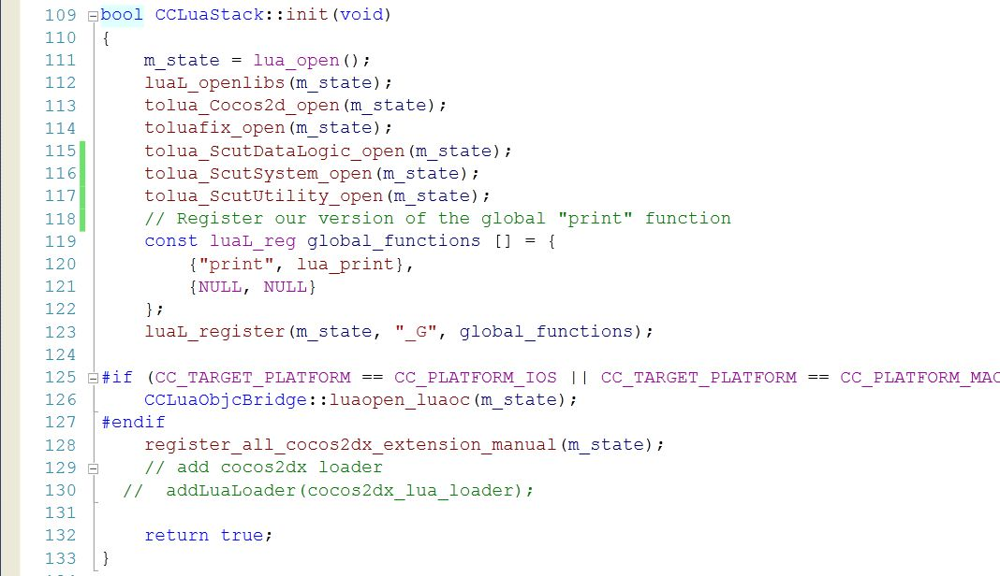 109 bool CCLuaStack::init(void)
110 {
111 m_state = lua_open();
112 luaL_openlibs(m_state);
113 tolua_Cocos2d_open(m_state);
114 toluafix_open(m_state);
115 tolua_ScutDataLogic_open(m_state);
116 tolua_ScutSystem_open(m_state);
117 tolua_ScutUtility_open(m_state);
118 // Register our version of the global "print" function
119 const luaL_reg global_functions [] = {
120 {"print", lua_print},
121 {NULL, NULL}
122 };
123 luaL_register(m_state, "_G", global_functions);
124
125 #if (CC_TARGET_PLATFORM == CC_PLATFORM_IOS || CC_TARGET_PLATFORM == CC_PLATFORM_MAC
126 CCLuaObjcBridge::luaopen_luaoc(m_state);
127 #endif
128 register_all_cocos2dx_extension_manual(m_state);
129 // add cocos2dx loader
130 // addLuaLoader(cocos2dx_lua_loader);
131
132 return true;
133 }